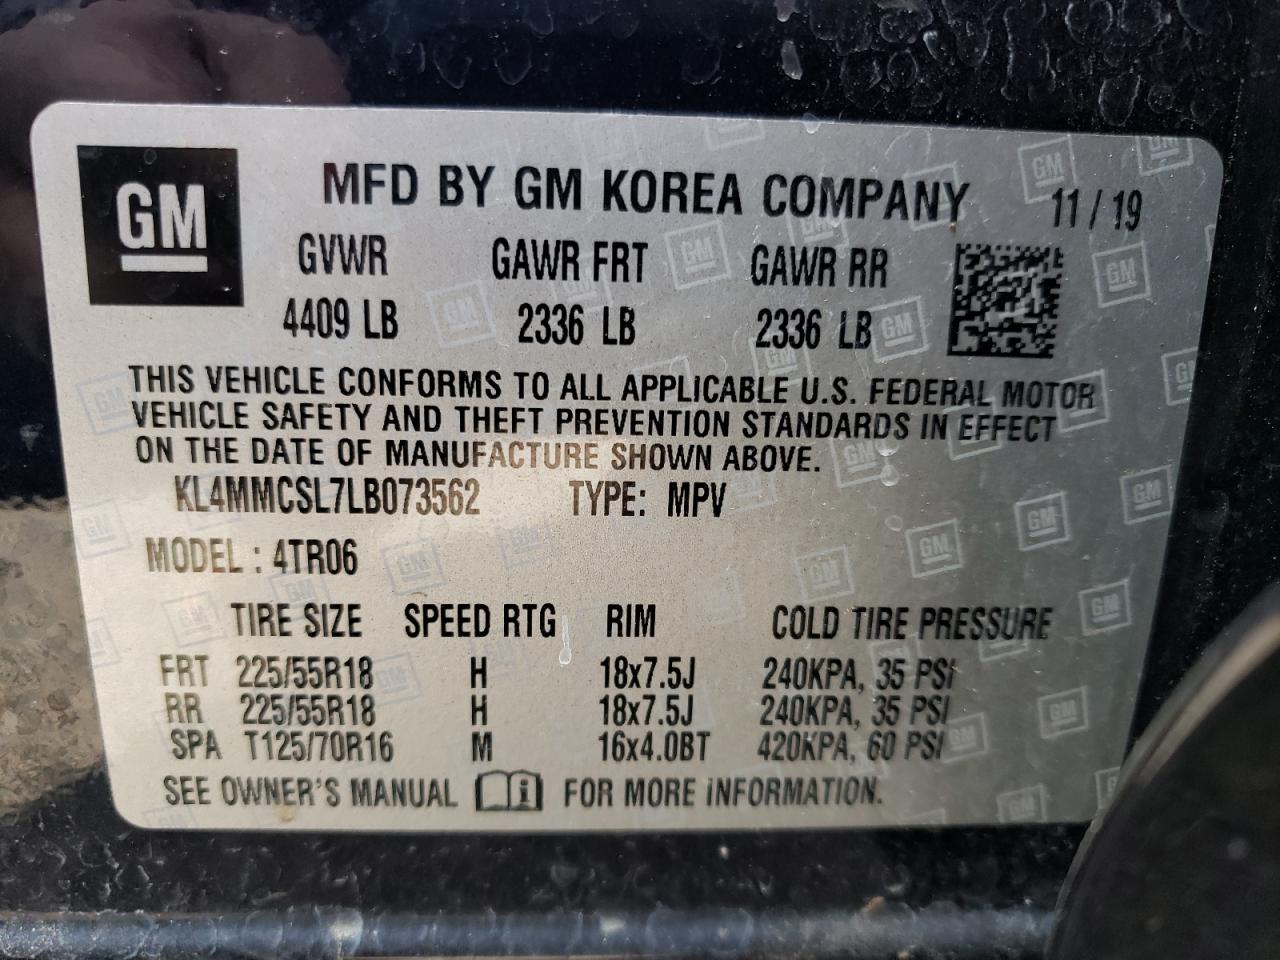 GM
MFD BY GM KOREA COMPANY 11 / 19
GVWR GAWR FRT GAWR RR
4409 LB 2336 LB 2336 LB
THIS VEHICLE CONFORMS TO ALL APPLICABLE U.S. FEDERAL MOTOR
VEHICLE SAFETY AND THEFT PREVENTION STANDARDS IN EFFECT
ON THE DATE OF MANUFACTURE SHOWN ABOVE.
KL4MMCSL7LB073562 TYPE: MPV
MODEL : 4TR06
TIRE SIZE SPEED RTG RIM COLD TIRE PRESSURE
FRT 225/55R18 H 18x7.5J 240KPA, 35 PSI
RR 225/55R18 H 18x7.5J 240KPA, 35 PSI
SPA T125/70R16 M 16x4.0BT 420KPA, 60 PSI
SEE OWNER'S MANUAL i FOR MORE INFORMATION.